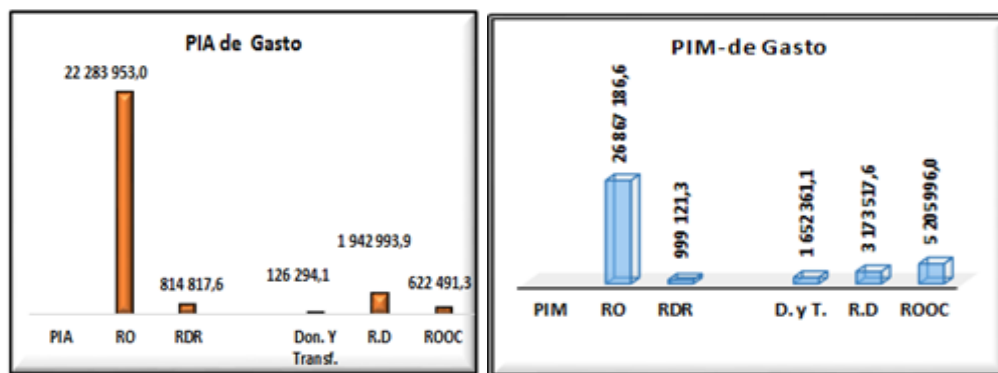 PIA de Gasto
22 283 953,0
814 817,6
126 294,1
1 942 993,9
622 491,3
PIA RO RDR Don. Y Transf. R.D ROOC
PIM-de Gasto
26 867 186,6
999 121,3
1 652 361,1
3 173 517,6
5 205 996,0
PIM RO RDR D. y T. R.D ROOC